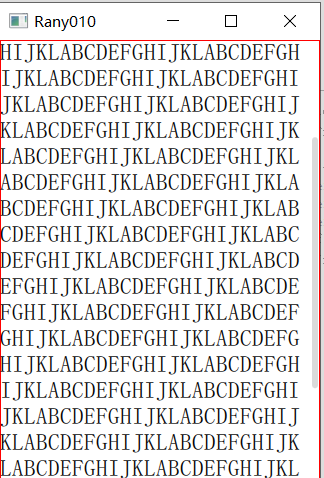 Rany010
HIJKLABCDEFGHIJKLABCDEFGH
IJKLABCDEFGHIJKLABCDEFGHI
JKLABCDEFGHIJKLABCDEFGHIJ
KLABCDEFGHIJKLABCDEFGHIJK
LABCDEFGHIJKLABCDEFGHIJKL
ABCDEFGHIJKLABCDEFGHIJKLA
BCDEFGHIJKLABCDEFGHIJKLAB
CDEFGHIJKLABCDEFGHIJKLABC
DEFGHIJKLABCDEFGHIJKLABCD
EFGHIJKLABCDEFGHIJKLABCDE
FGHIJKLABCDEFGHIJKLABCDEF
GHIJKLABCDEFGHIJKLABCDEFG
HIJKLABCDEFGHIJKLABCDEFGH
IJKLABCDEFGHIJKLABCDEFGHI
JKLABCDEFGHIJKLABCDEFGHIJ
KLABCDEFGHIJKLABCDEFGHIJK
LABCDEFGHIJKLABCDEFGHIJKL